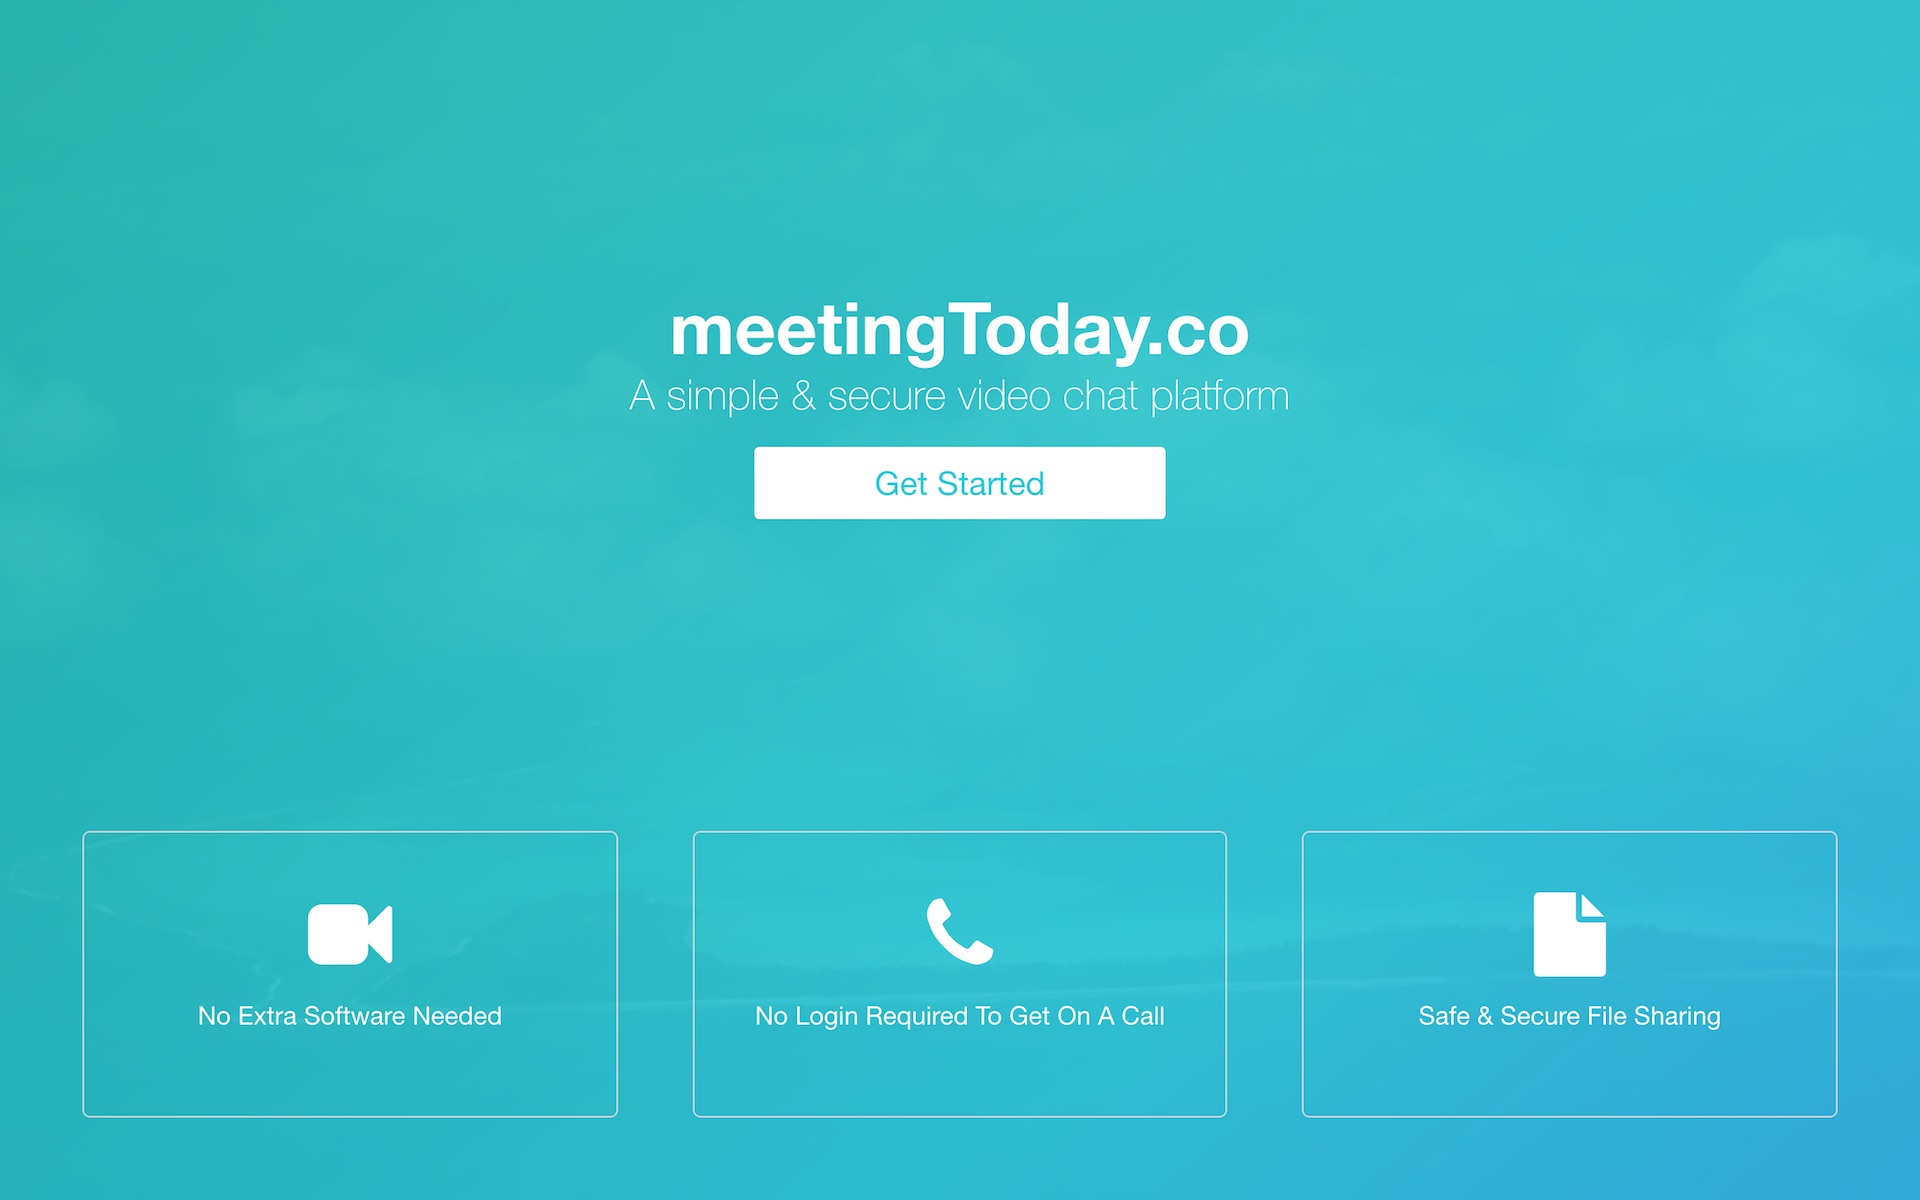 meetingToday.co
A simple & secure video chat platform
Get Started
No Extra Software Needed
No Login Required To Get On A Call
Safe & Secure File Sharing